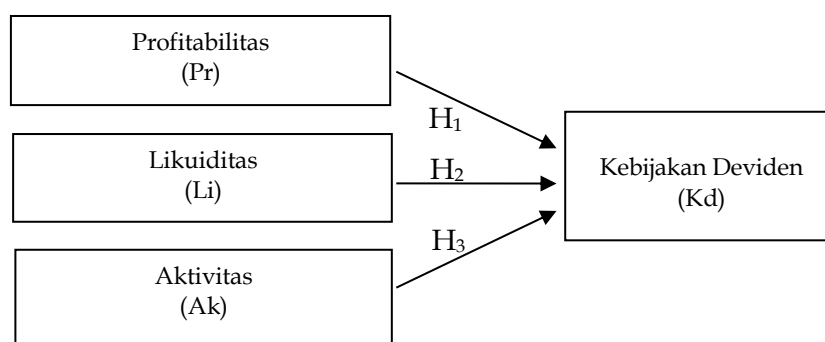 Profitabilitas
(Pr)
H₁
Likuiditas
(Li)
H₂
Kebijakan Deviden
(Kd)
H₃
Aktivitas
(Ak)